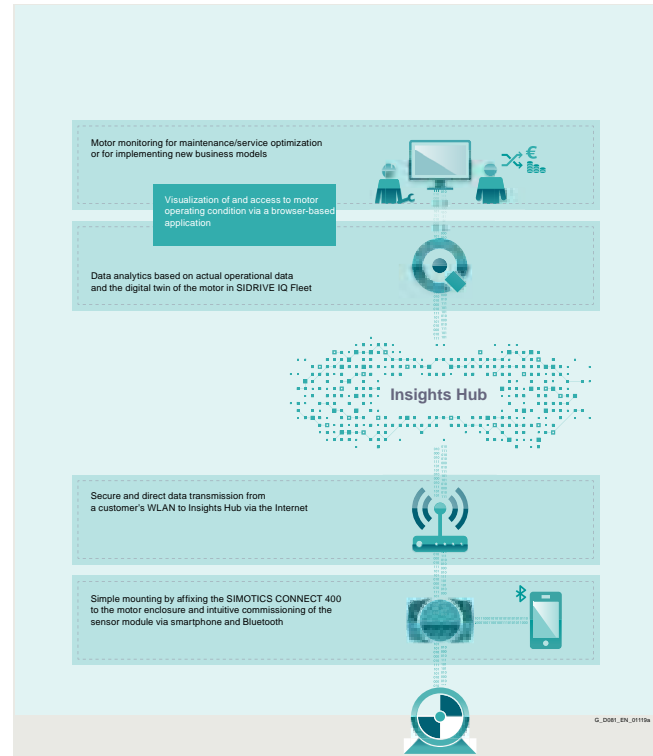 Motor monitoring for maintenance/service optimization
or for implementing new business models
€
Visualization of and access to motor
operating condition via a browser-based
application
Data analytics based on actual operational data
and the digital twin of the motor in SIDRIVE IQ Fleet
Insights Hub
Secure and direct data transmission from
a customer's WLAN to Insights Hub via the Internet
Simple mounting by affixing the SIMOTICS CONNECT 400
to the motor enclosure and intuitive commissioning of the
sensor module via smartphone and Bluetooth
G_D081_EN_01119a